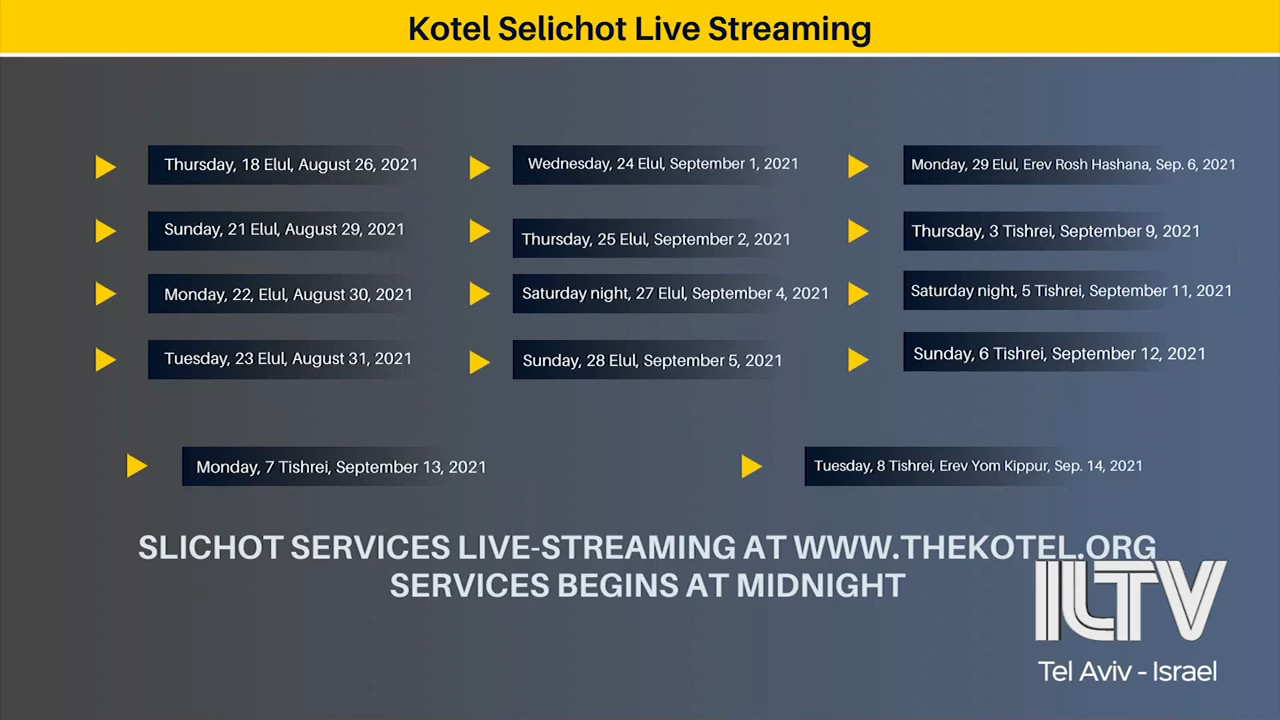 Kotel Selichot Live Streaming
Thursday, 18 Elul, August 26, 2021
Sunday, 21 Elul, August 29, 2021
Monday, 22, Elul, August 30, 2021
Tuesday, 23 Elul, August 31, 2021
Wednesday, 24 Elul, September 1, 2021
Thursday, 25 Elul, September 2, 2021
Saturday night, 27 Elul, September 4, 2021
Sunday, 28 Elul, September 5, 2021
Monday, 29 Elul, Erev Rosh Hashana, Sep. 6, 2021
Thursday, 3 Tishrei, September 9, 2021
Saturday night, 5 Tishrei, September 11, 2021
Sunday, 6 Tishrei, September 12, 2021
Monday, 7 Tishrei, September 13, 2021
Tuesday, 8 Tishrei, Erev Yom Kippur, Sep. 14, 2021
SLICHOT SERVICES LIVE-STREAMING AT WWW.THEKOTEL.ORG
SERVICES BEGINS AT MIDNIGHT
ILTV
Tel Aviv - Israel